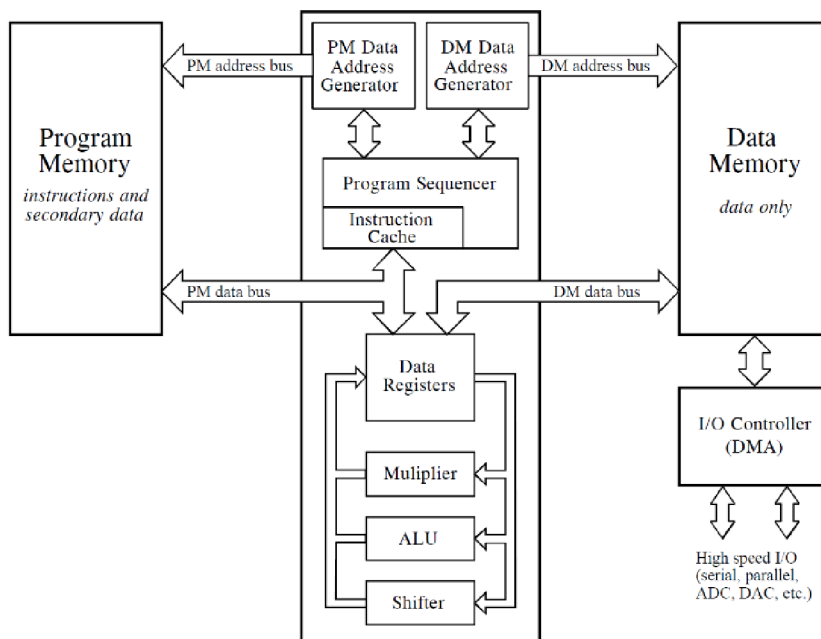 PM Data
Address
Generator
DM Data
Address
Generator
PM address bus
DM address bus
Program
Memory
instructions and
secondary data
Program Sequencer
Instruction
Cache
Data
Memory
data only
PM data bus
DM data bus
Data
Registers
I/O Controller
(DMA)
Muliplier
ALU
Shifter
High speed I/O
(serial, parallel,
ADC, DAC, etc.)